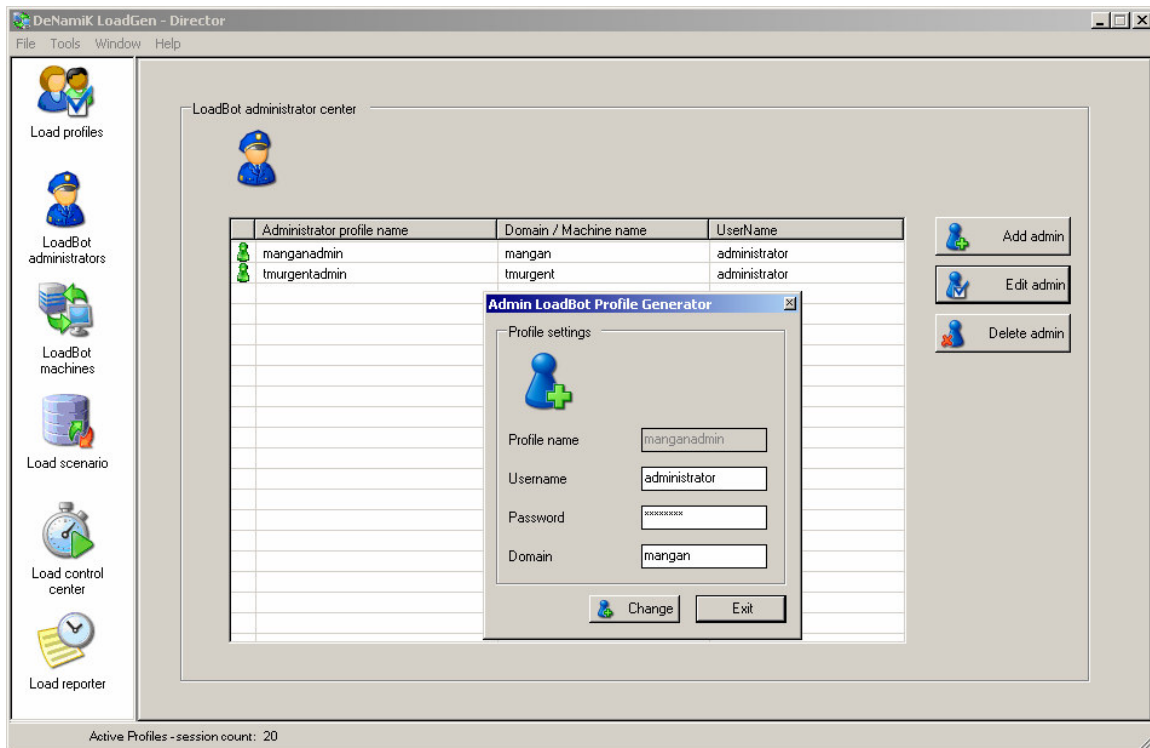 DeNamiK LoadGen - Director
File Tools Window Help
Load profiles
LoadBot
administrators
LoadBot
machines
Load scenario
Load control
center
Load reporter
LoadBot administrator center
Administrator profile name Domain / Machine name UserName
manganadmin mangan administrator
tmurgentadmin tmurgent administrator
Add admin
Edit admin
Delete admin
Admin LoadBot Profile Generator
Profile settings
Profile name manganadmin
Username administrator
Password ××××××××
Domain mangan
Change Exit
Active Profiles - session count: 20